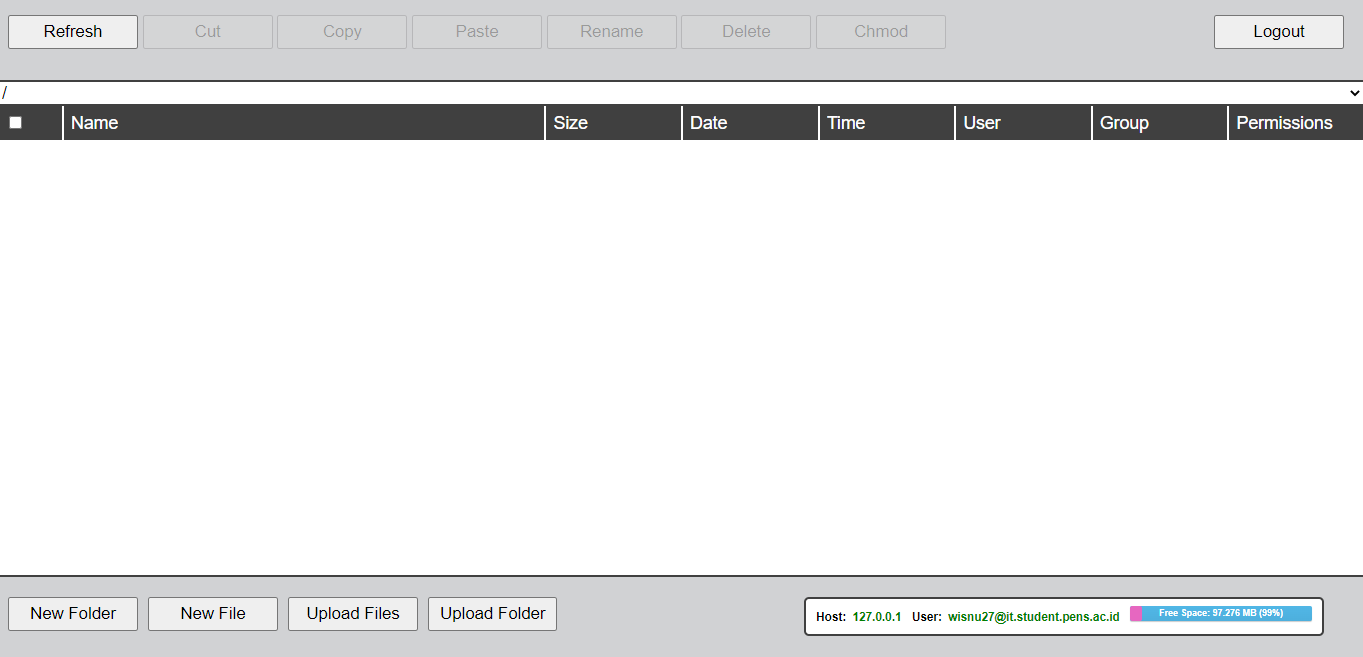 Refresh Cut Copy Paste Rename Delete Chmod Logout
/
Name Size Date Time User Group Permissions
New Folder New File Upload Files Upload Folder Host: 127.0.0.1 User: wisnu27@it.student.pens.ac.id Free Space: 97.276 MB (99%)